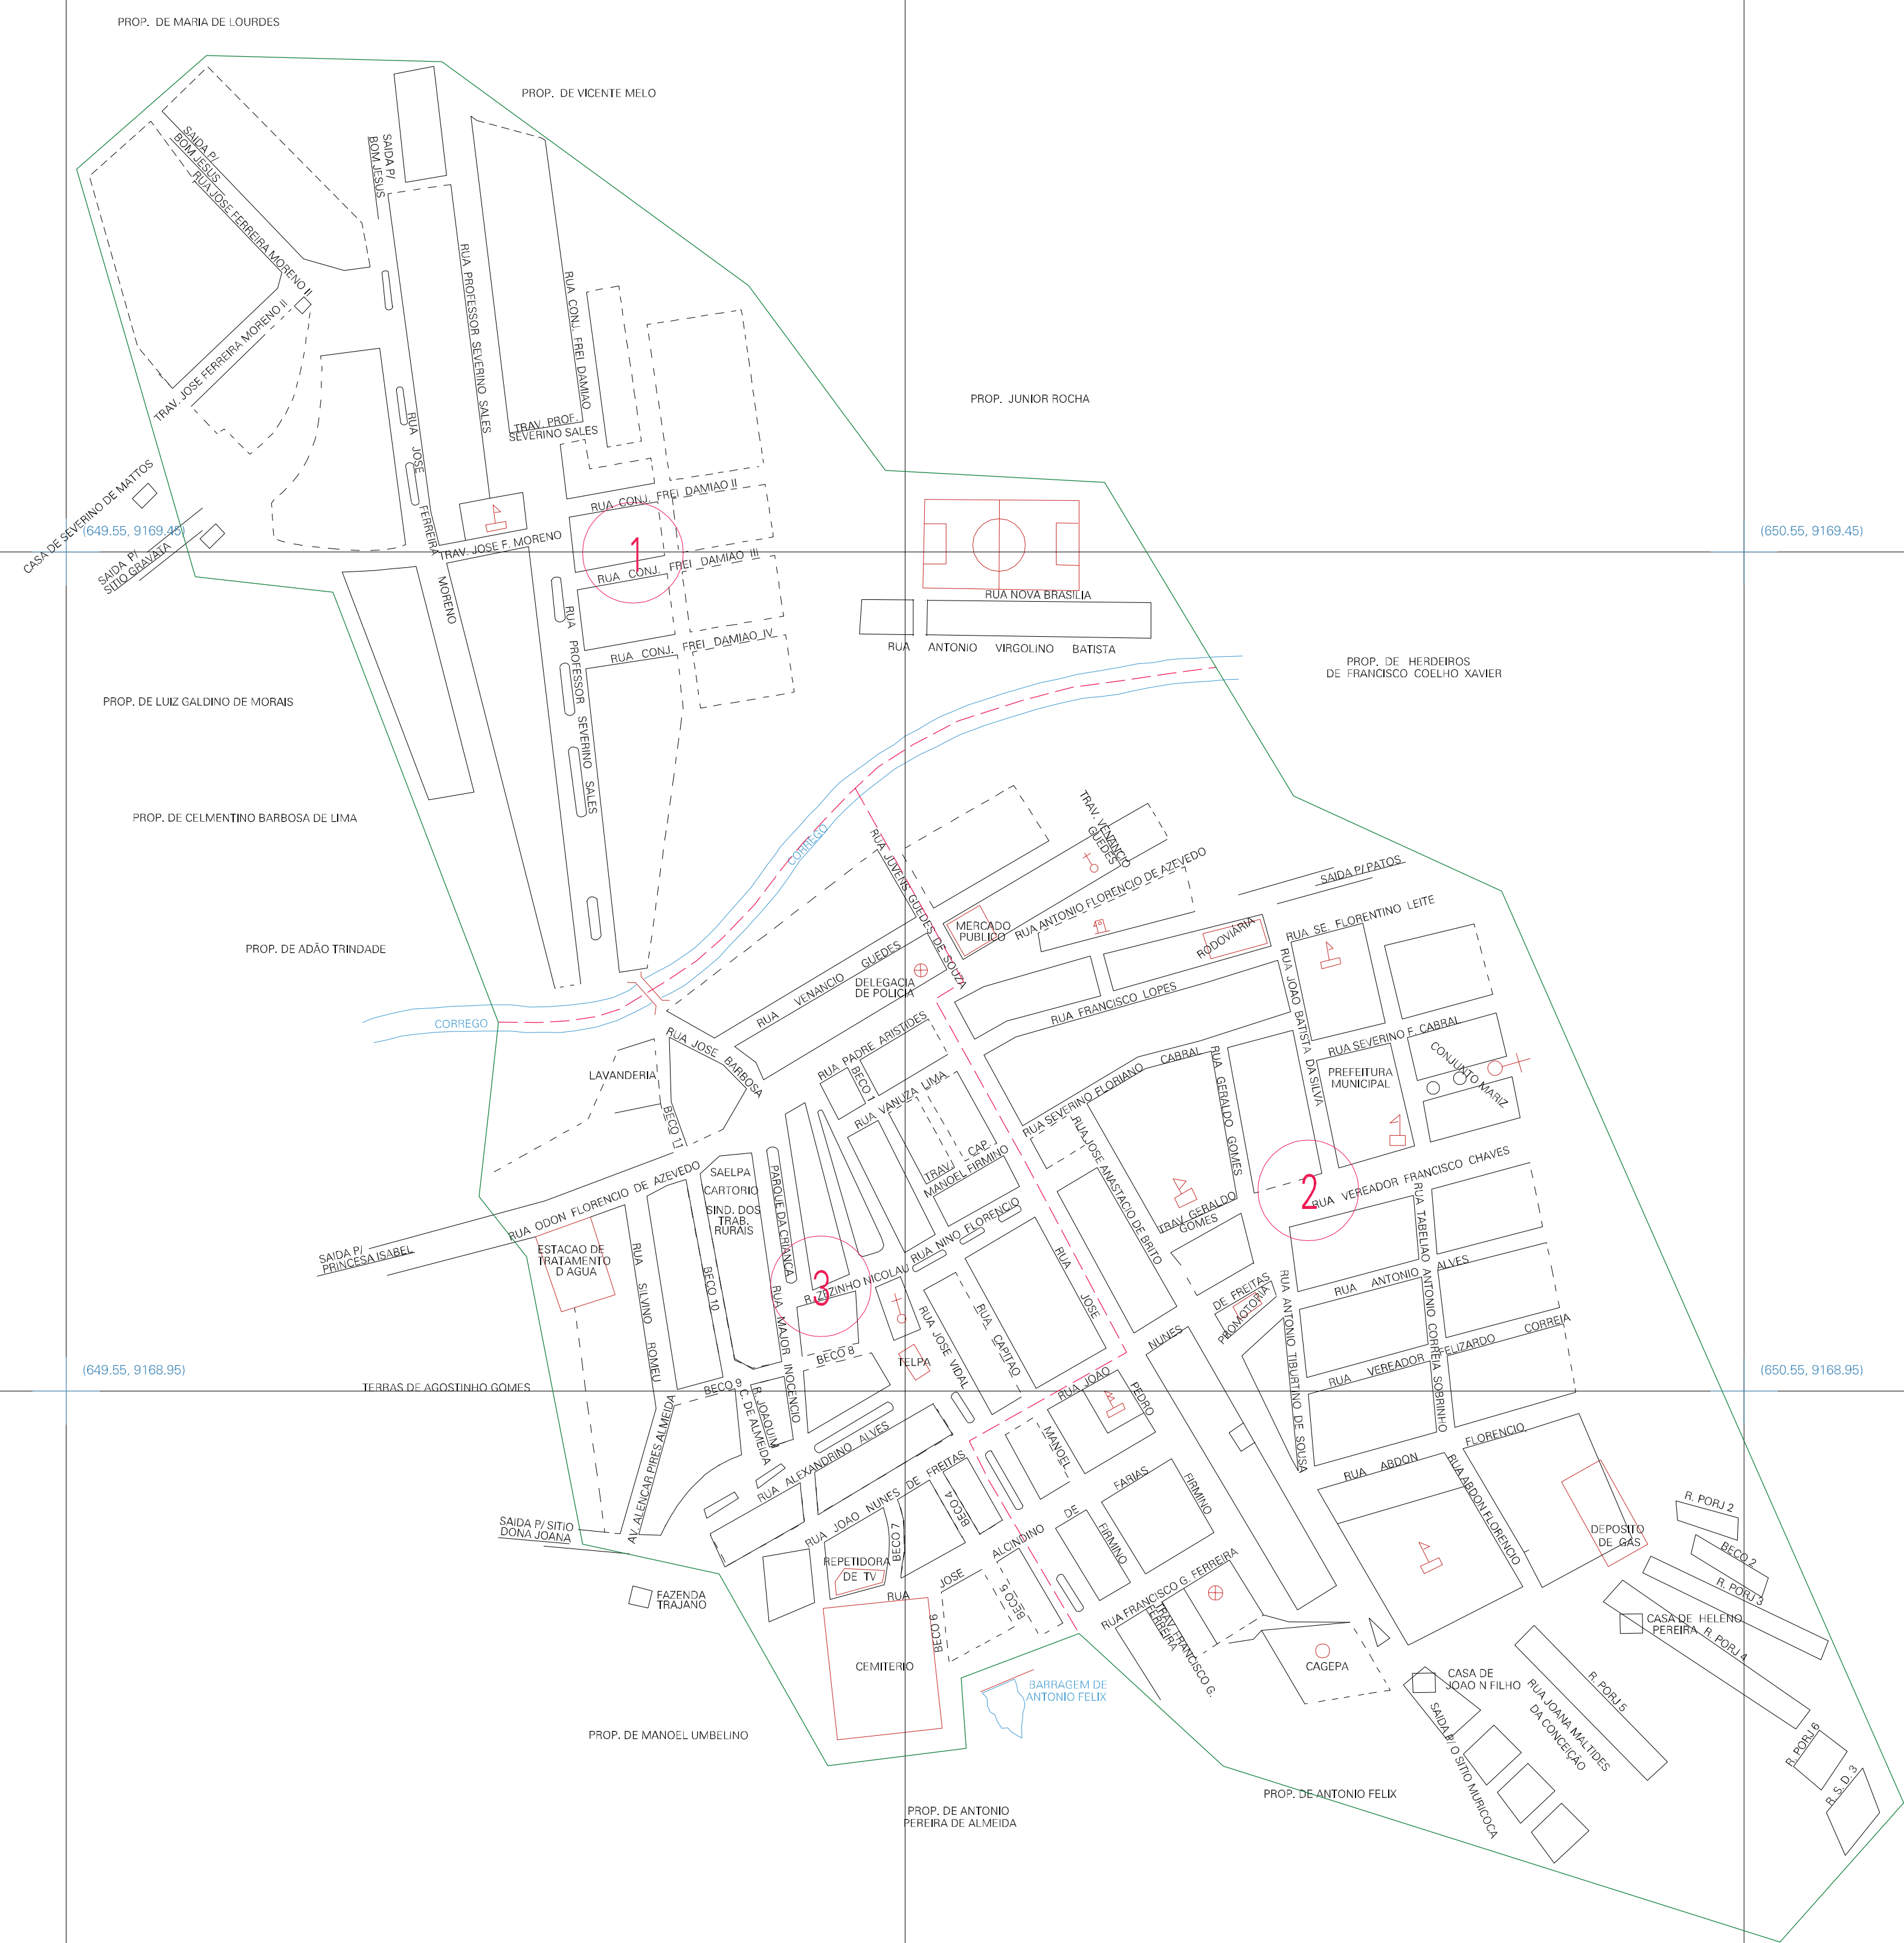 PROP. DE MARIA DE LOURDES
PROP. DE VICENTE MELO
SAIDA P/
BOM JESUS
RUA JOSE FERREIRA MORENO II
SAIDA P/
BOM JESUS
RUA PROFESSOR SEVERINO SALES
RUA CONJ. FREI DAMIAO
TRAV. JOSE FERREIRA MORENO II
TRAV. PROF.
SEVERINO SALES
RUA JOSE FERREIRA MORENO
PROP. JUNIOR ROCHA
CASA DE SEVERINO DE MATTOS
SAIDA P/
SITIO GRAVATA
(649.55, 9169.45)
(650.55, 9169.45)
RUA CONJ. FREI DAMIAO II
1
TRAV. JOSE F. MORENO
RUA CONJ. FREI DAMIAO III
RUA CONJ. FREI DAMIAO IV
RUA PROFESSOR SEVERINO SALES
RUA NOVA BRASILIA
RUA ANTONIO VIRGOLINO BATISTA
PROP. DE HERDEIROS
DE FRANCISCO COELHO XAVIER
PROP. DE LUIZ GALDINO DE MORAIS
PROP. DE CELMENTINO BARBOSA DE LIMA
PROP. DE ADÃO TRINDADE
CORREGO
CORREGO
RUA JUVENS GUEDES DE SOUZA
TRAV. VENANCIO
GUEDES
RUA ANTONIO FLORENCIO DE AZEVEDO
SAIDA P/ PATOS
MERCADO
PUBLICO
RODOVIÁRIA
RUA SE. FLORENTINO LEITE
RUA VENANCIO GUEDES
DELEGACIA
DE POLICIA
RUA FRANCISCO LOPES
RUA JOAO BATISTA DA SILVA
RUA SEVERINO F. CABRAL
CONJUNTO MARIZ
PREFEITURA
MUNICIPAL
RUA JOSE BARBOSA
RUA PADRE ARISTIDES
BECO 1
RUA VANUZA LIMA
RUA SEVERINO FLORIANO CABRAL
RUA GERALDO GOMES
LAVANDERIA
BECO 11
TRAV. CAP.
MANOEL FIRMINO
RUA JOSE ANASTACIO DE BRITO
RUA VEREADOR FRANCISCO CHAVES
2
TRAV. GERALDO
GOMES
RUA ODON FLORENCIO DE AZEVEDO
SAIDA P/
PRINCESA ISABEL
SAELPA
CARTORIO
SIND. DOS
TRAB.
RURAIS
PARQUE DA CRIANCA
RUA NINO FLORENCIO
R. ZIZINHO NICOLAU
3
ESTACAO DE
TRATAMENTO
D AGUA
RUA SILVINO ROMEU
BECO 10
RUA MAJOR INOCENCIO
BECO 8
TELPA
RUA JOSE VIDAL
RUA CAPITAO
RUA JOSE
NUNES
DE FREITAS
PROMOTORIA
RUA ANTONIO TIBURTINO DE SOUSA
RUA TABELIAO ANTONIO CORREIA SOBRINHO
RUA ANTONIO ALVES
RUA VEREADOR FELIZARDO CORREIA
(649.55, 9168.95)
(650.55, 9168.95)
TERRAS DE AGOSTINHO GOMES
BECO 9
R. JOAQUIM
C. DE ALMEIDA
AV. ALENCAR PIRES ALMEIDA
RUA ALEXANDRINO ALVES
RUA JOAO
PEDRO
MANOEL
FARIAS
FIRMINO
DE
FIRMINO
RUA ABDON FLORENCIO
RUA ABDON FLORENCIO
RUA JOAO NUNES DE FREITAS
BECO 4
BECO 7
SAIDA P/ SITIO
DONA JOANA
REPETIDORA
DE TV
RUA JOSE ALCINDINO
BECO 5
BECO 6
RUA FRANCISCO G. FERREIRA
TRAV. FRANCISCO G.
FERREIRA
FAZENDA
TRAJANO
CEMITERIO
DEPOSITO
DE GAS
R. PORJ 2
BECO 2
R. PORJ 3
CASA DE HELENO
PEREIRA
R. PORJ 4
CAGEPA
CASA DE
JOAO N FILHO
R. PORJ 5
RUA JOANA MALTIDES
DA CONCEIÇÃO
SAIDA P/ O SITIO MURICOCA
R. PORJ 6
R. S. D. 3
BARRAGEM DE
ANTONIO FELIX
PROP. DE MANOEL UMBELINO
PROP. DE ANTONIO
PEREIRA DE ALMEIDA
PROP. DE ANTONIO FELIX